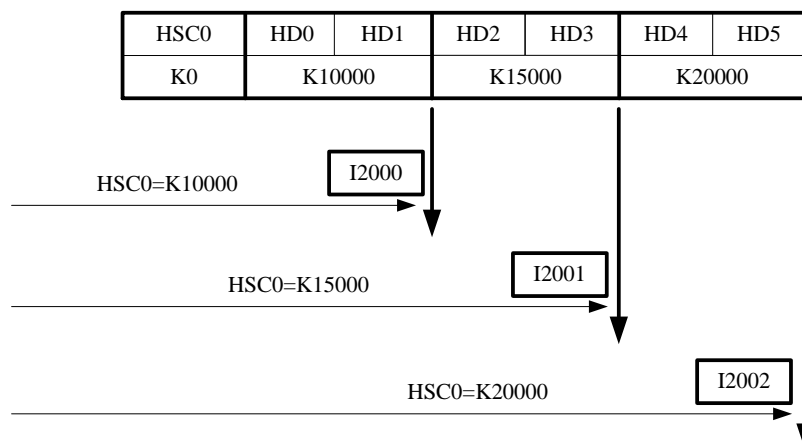 HSC0 HD0 HD1 HD2 HD3 HD4 HD5
K0 K10000 K15000 K20000
I2000
HSC0=K10000
I2001
HSC0=K15000
I2002
HSC0=K20000